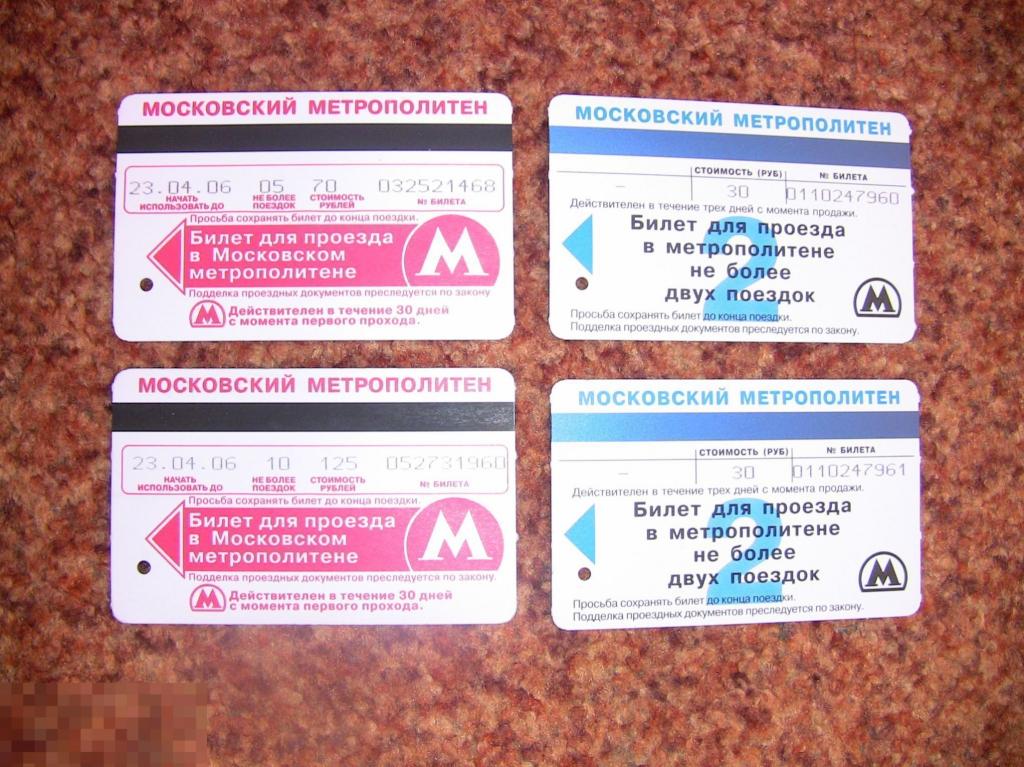 МОСКОВСКИЙ МЕТРОПОЛИТЕН
23.04.06 05 70 032521468
НАЧАТЬ ИСПОЛЬЗОВАТЬ ДО НЕ БОЛЕЕ ПОЕЗДОК СТОИМОСТЬ РУБЛЕЙ № БИЛЕТА
Просьба сохранять билет до конца поездки.
Билет для проезда
в Московском
метрополитене
М
Подделка проездных документов преследуется по закону
М
Действителен в течение 30 дней
с момента первого прохода.
МОСКОВСКИЙ МЕТРОПОЛИТЕН
СТОИМОСТЬ (РУБ) № БИЛЕТА
– 30 0110247960
Действителен в течение трех дней с момента продажи.
2
Билет для проезда
в метрополитене
не более
двух поездок
М
Просьба сохранять билет до конца поездки.
Подделка проездных документов преследуется по закону.
МОСКОВСКИЙ МЕТРОПОЛИТЕН
23.04.06 10 125 052731960
НАЧАТЬ ИСПОЛЬЗОВАТЬ ДО НЕ БОЛЕЕ ПОЕЗДОК СТОИМОСТЬ РУБЛЕЙ № БИЛЕТА
Просьба сохранять билет до конца поездки.
Билет для проезда
в Московском
метрополитене
М
Подделка проездных документов преследуется по закону.
М
Действителен в течение 30 дней
с момента первого прохода.
МОСКОВСКИЙ МЕТРОПОЛИТЕН
СТОИМОСТЬ (РУБ) № БИЛЕТА
– 30 0110247961
Действителен в течение трех дней с момента продажи.
2
Билет для проезда
в метрополитене
не более
двух поездок
М
Просьба сохранять билет до конца поездки.
Подделка проездных документов преследуется по закону.